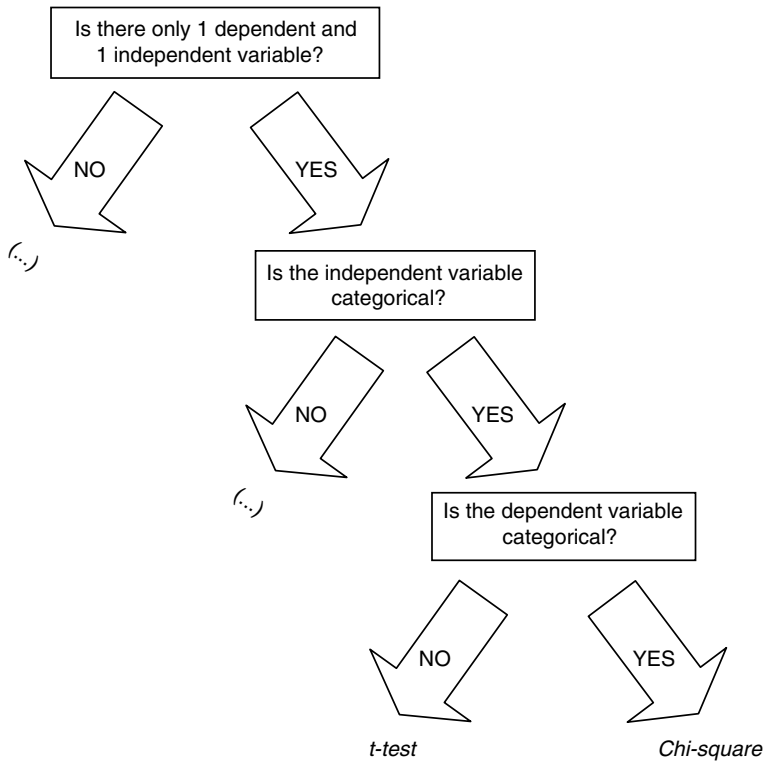 Is there only 1 dependent and
1 independent variable?
NO
YES
(...)
Is the independent variable
categorical?
NO
YES
(...)
Is the dependent variable
categorical?
NO
YES
t-test
Chi-square